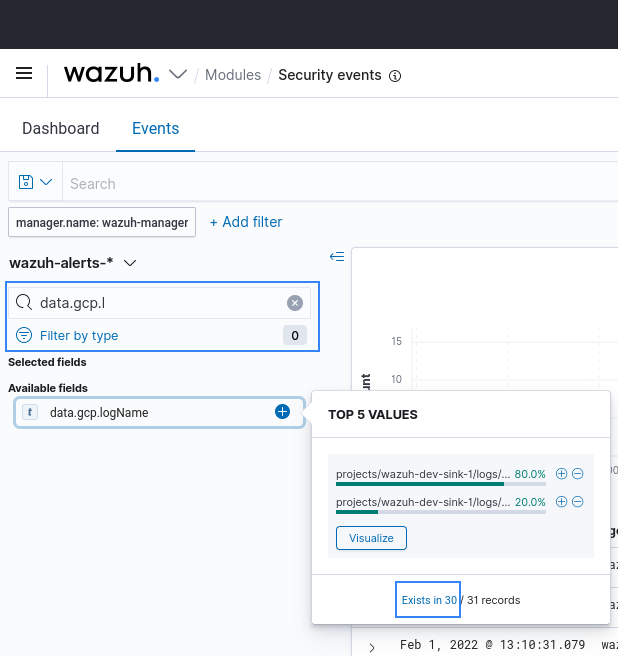 wazuh. / Modules / Security events
Dashboard Events
Search
manager.name: wazuh-manager + Add filter
wazuh-alerts-*
data.gcp.l
Filter by type 0
Selected fields
Available fields
t data.gcp.logName
15
10
TOP 5 VALUES
projects/wazuh-dev-sink-1/logs/... 80.0%
projects/wazuh-dev-sink-1/logs/... 20.0%
Visualize
Exists in 30 / 31 records
Feb 1, 2022 @ 13:10:31.079